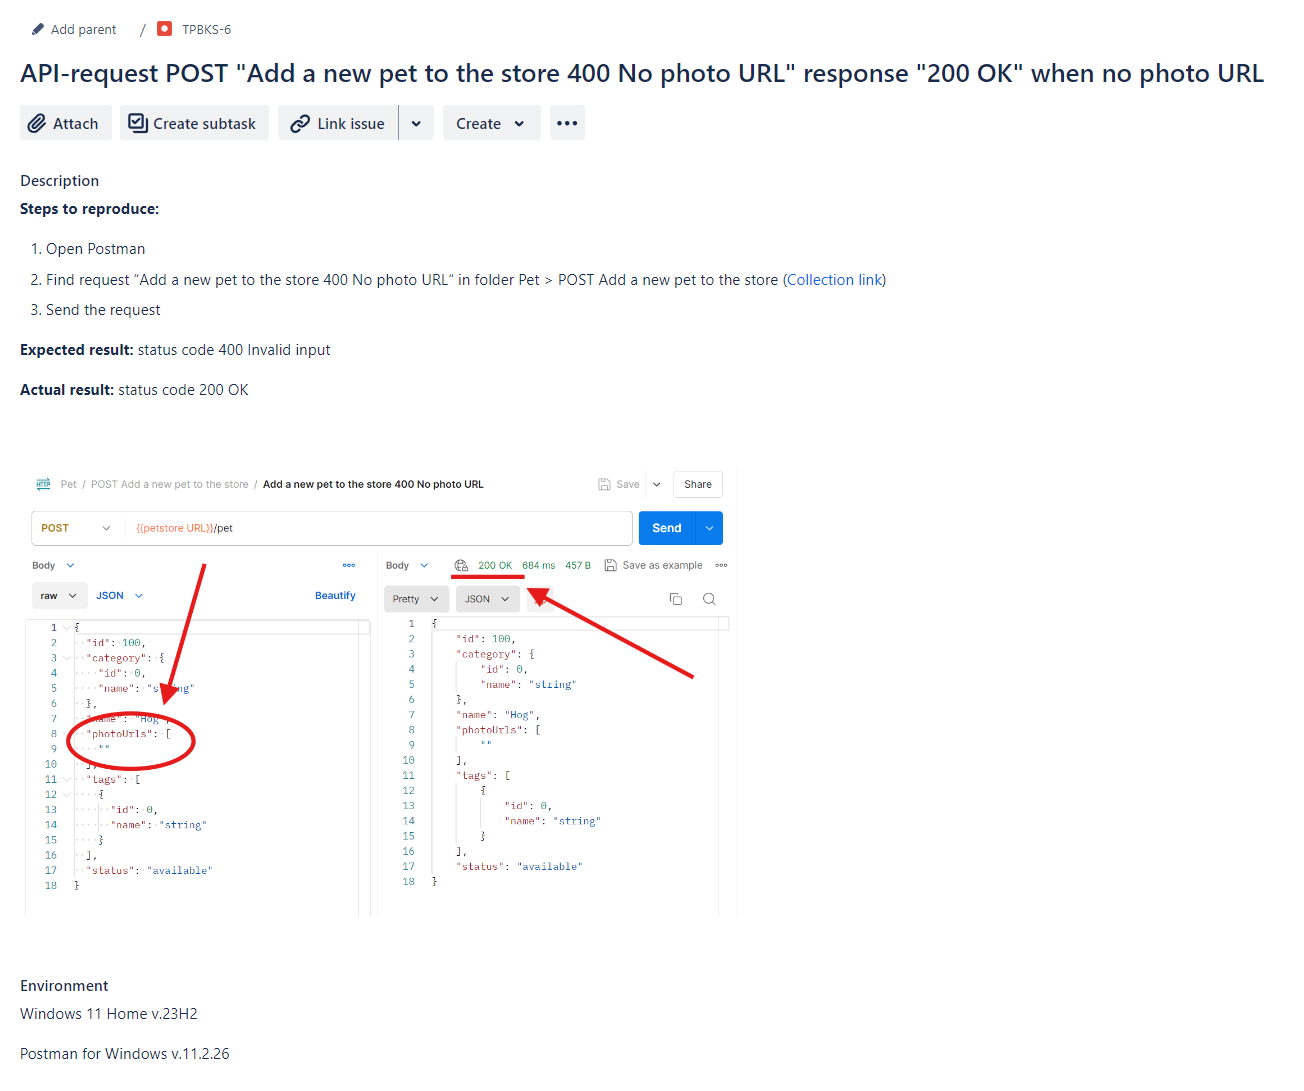 Add parent / TPBKS-6
API-request POST "Add a new pet to the store 400 No photo URL" response "200 OK" when no photo URL
Attach Create subtask Link issue Create
Description
Steps to reproduce:
1. Open Postman
2. Find request “Add a new pet to the store 400 No photo URL” in folder Pet > POST Add a new pet to the store (Collection link)
3. Send the request
Expected result: status code 400 Invalid input
Actual result: status code 200 OK
HTTP Pet / POST Add a new pet to the store / Add a new pet to the store 400 No photo URL Save Share
POST {{petstore URL}}/pet Send
Body
raw JSON Beautify
1 {
2 "id": 100,
3 "category": {
4 "id": 0,
5 "name": "string"
6 },
7 "name": "Hog",
8 "photoUrls": [
9 ""
10 ],
11 "tags": [
12 {
13 "id": 0,
14 "name": "string"
15 }
16 ],
17 "status": "available"
18 }
Body 200 OK 684 ms 457 B Save as example
Pretty JSON
1 {
2 "id": 100,
3 "category": {
4 "id": 0,
5 "name": "string"
6 },
7 "name": "Hog",
8 "photoUrls": [
9 ""
10 ],
11 "tags": [
12 {
13 "id": 0,
14 "name": "string"
15 }
16 ],
17 "status": "available"
18 }
Environment
Windows 11 Home v.23H2
Postman for Windows v.11.2.26